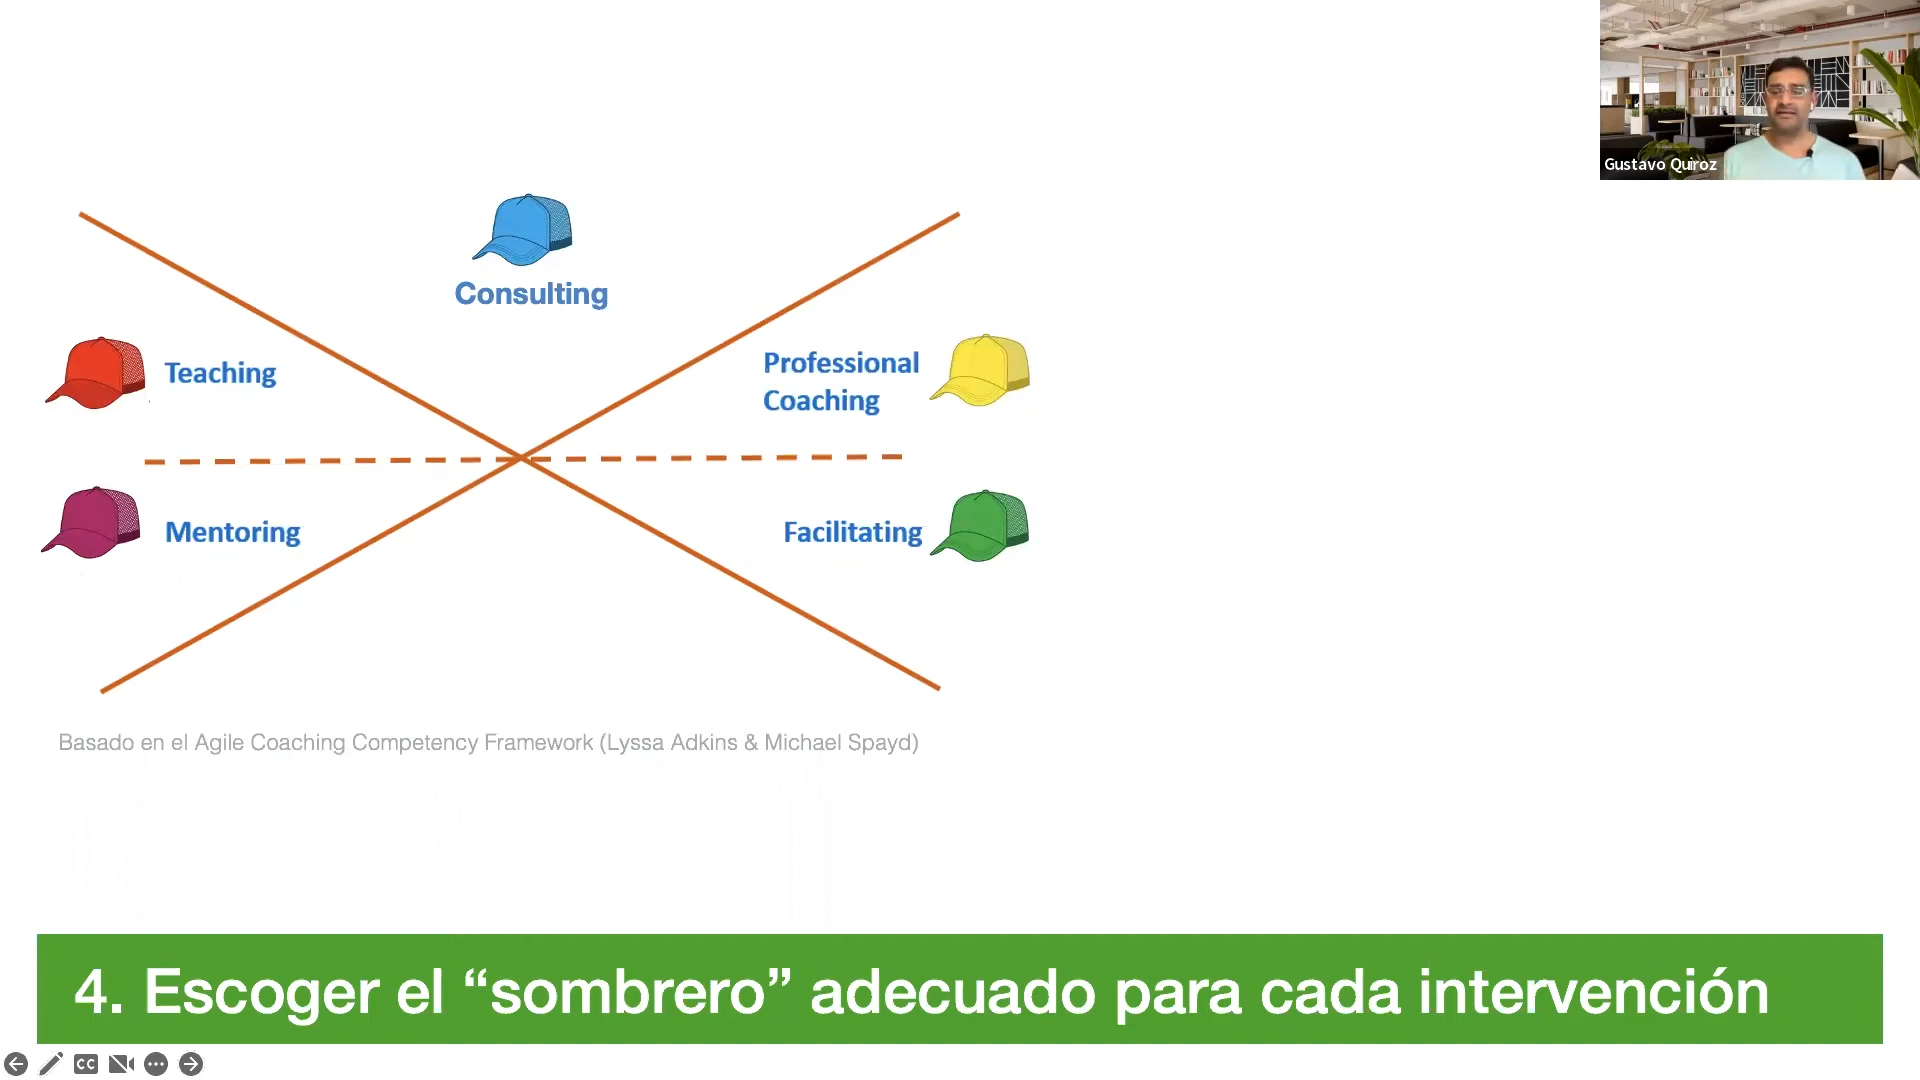 Gustavo Quiroz
Consulting
Teaching
Professional
Coaching
Mentoring
Facilitating
Basado en el Agile Coaching Competency Framework (Lyssa Adkins & Michael Spayd)
4. Escoger el “sombrero” adecuado para cada intervención
CC